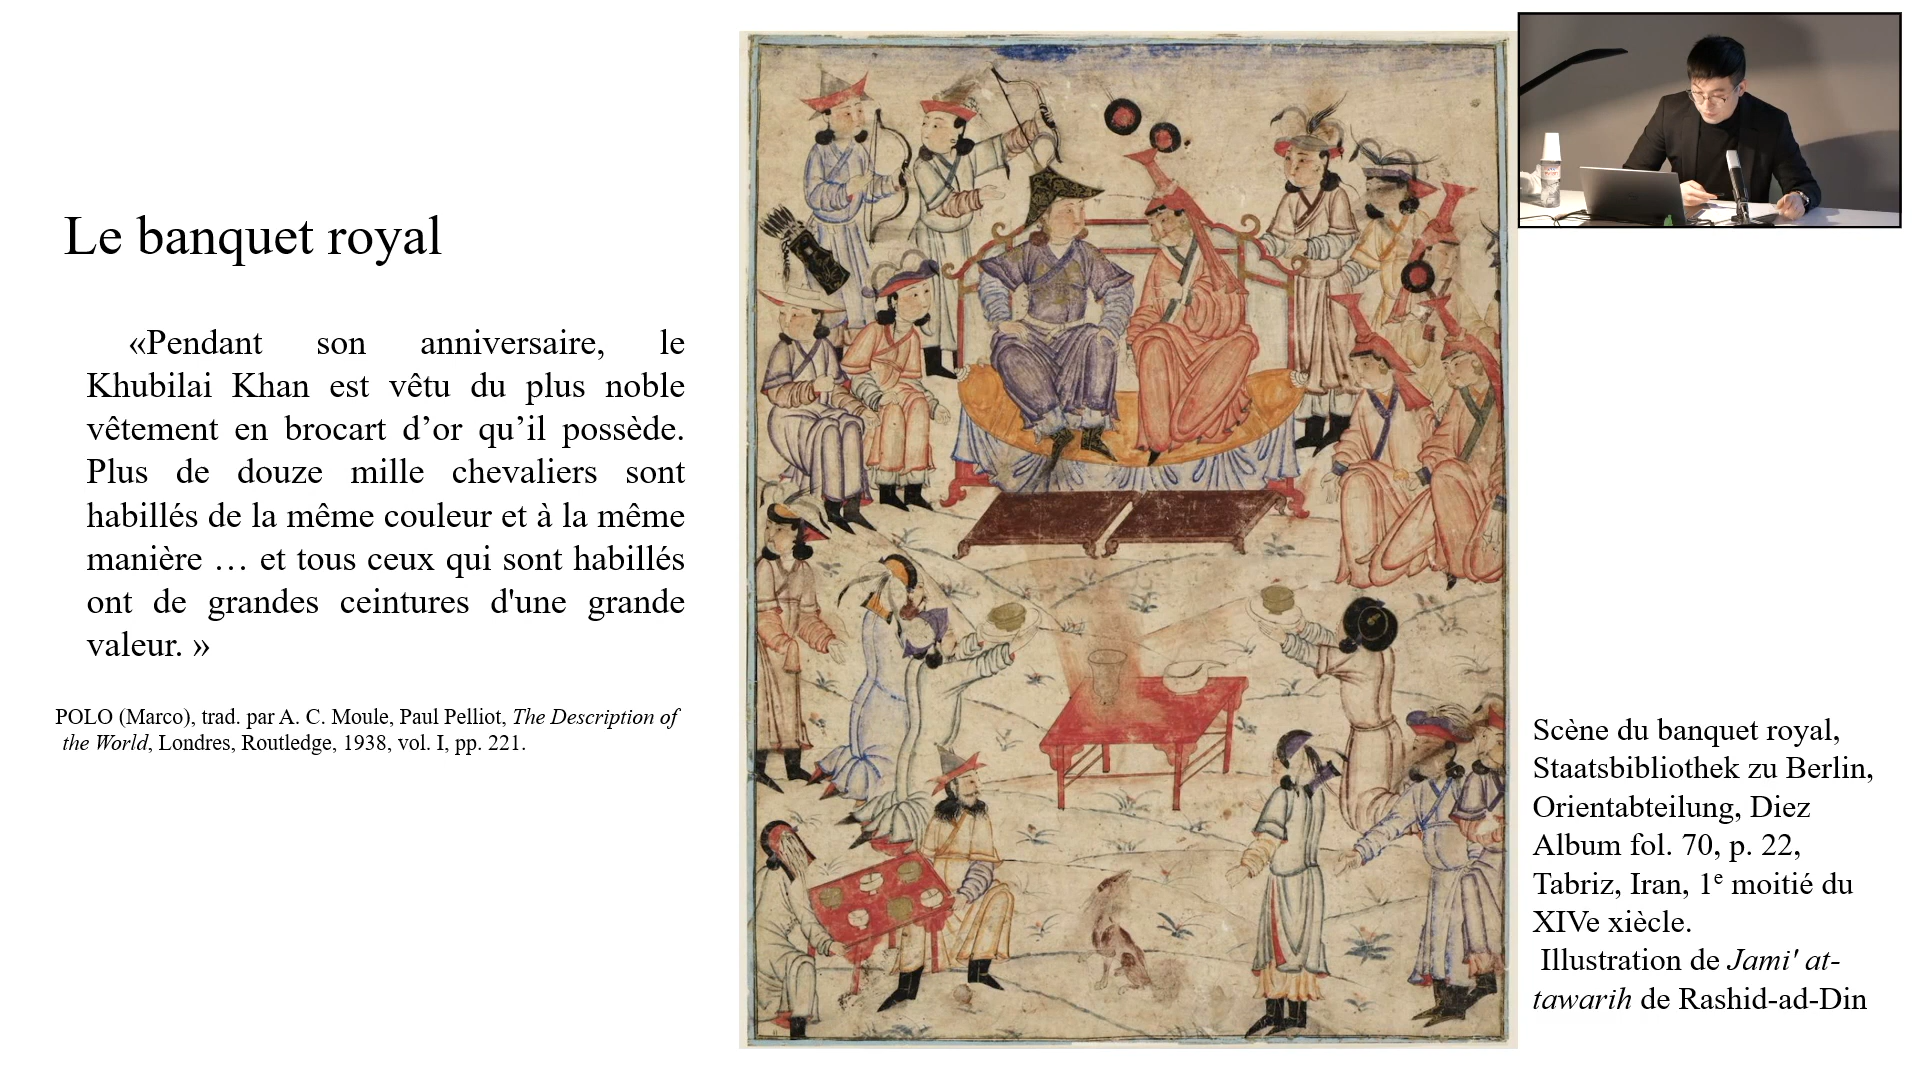 Le banquet royal
«Pendant son anniversaire, le
Khubilai Khan est vêtu du plus noble
vêtement en brocart d’or qu’il possède.
Plus de douze mille chevaliers sont
habillés de la même couleur et à la même
manière … et tous ceux qui sont habillés
ont de grandes ceintures d'une grande
valeur. »
POLO (Marco), trad. par A. C. Moule, Paul Pelliot, The Description of
the World, Londres, Routledge, 1938, vol. I, pp. 221.
Scène du banquet royal,
Staatsbibliothek zu Berlin,
Orientabteilung, Diez
Album fol. 70, p. 22,
Tabriz, Iran, 1e moitié du
XIVe xiècle.
Illustration de Jami' at-
tawarih de Rashid-ad-Din